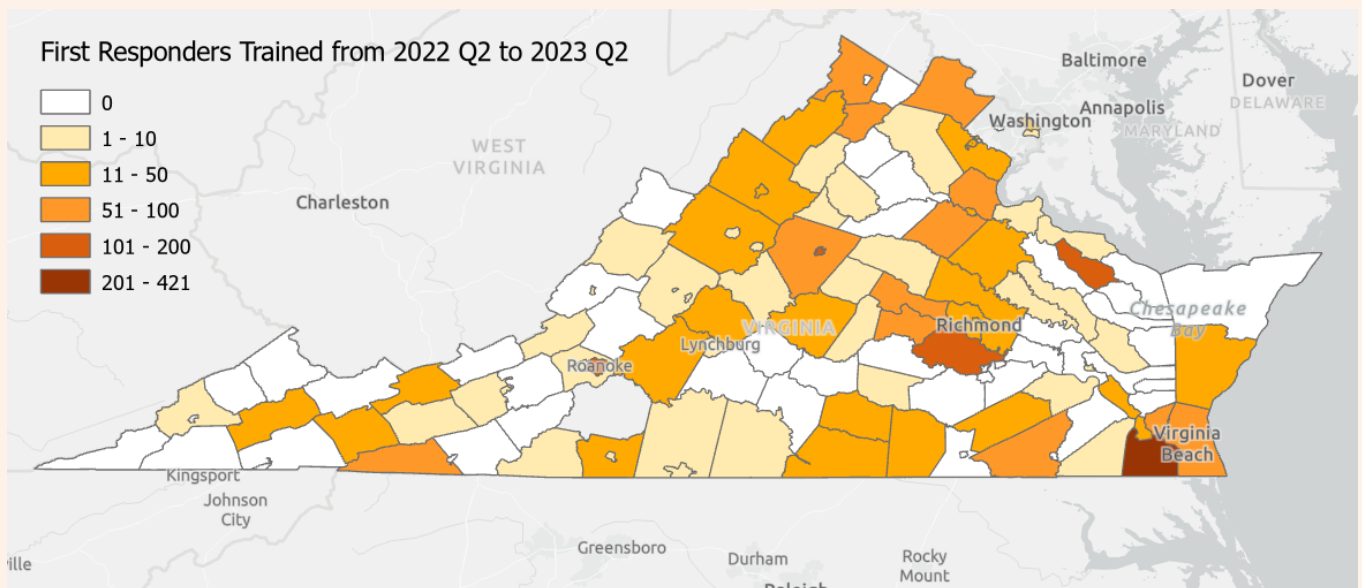 First Responders Trained from 2022 Q2 to 2023 Q2
0
1 - 10
11 - 50
51 - 100
101 - 200
201 - 421
Baltimore
Dover
Annapolis
DELAWARE
Washington
MARYLAND
WEST
VIRGINIA
Charleston
Chesapeake
Bay
Richmond
VIRGINIA
Lynchburg
Roanoke
Virginia
Beach
Kingsport
Johnson
City
Greensboro
Durham
Rocky
Mount
ville
Raleigh